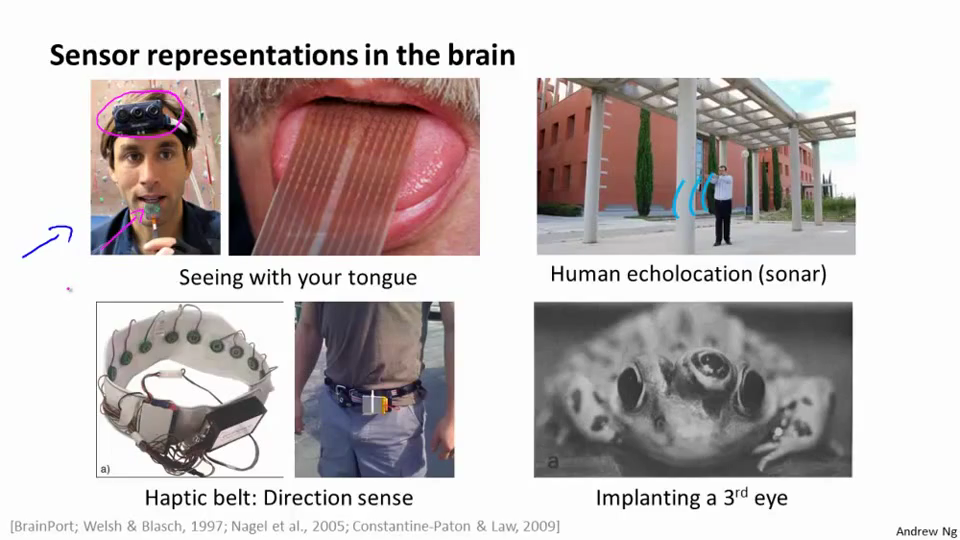 Sensor representations in the brain
Seeing with your tongue
Human echolocation (sonar)
a)
a
Haptic belt: Direction sense
Implanting a 3rd eye
[BrainPort; Welsh & Blasch, 1997; Nagel et al., 2005; Constantine-Paton & Law, 2009]
Andrew Ng